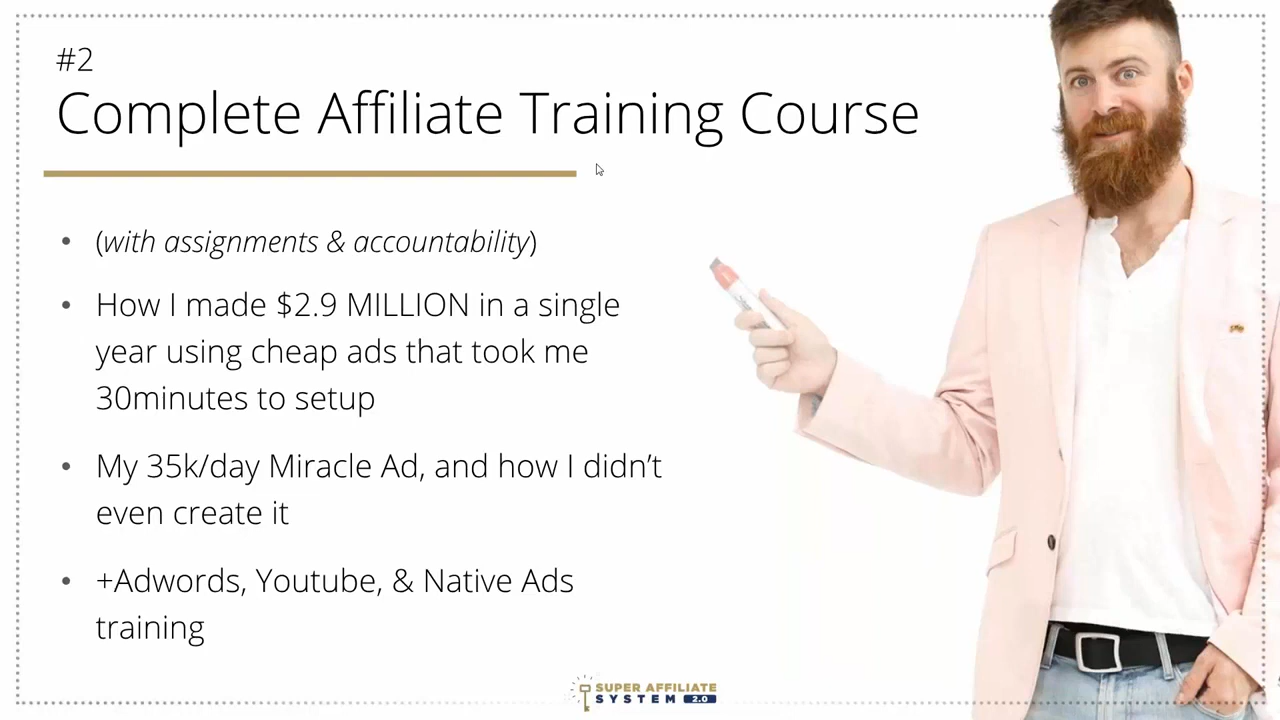 #2
Complete Affiliate Training Course
• (with assignments & accountability)
• How I made $2.9 MILLION in a single
year using cheap ads that took me
30minutes to setup
• My 35k/day Miracle Ad, and how I didn’t
even create it
• +Adwords, Youtube, & Native Ads
training
SUPER AFFILIATE
SYSTEM 2.0